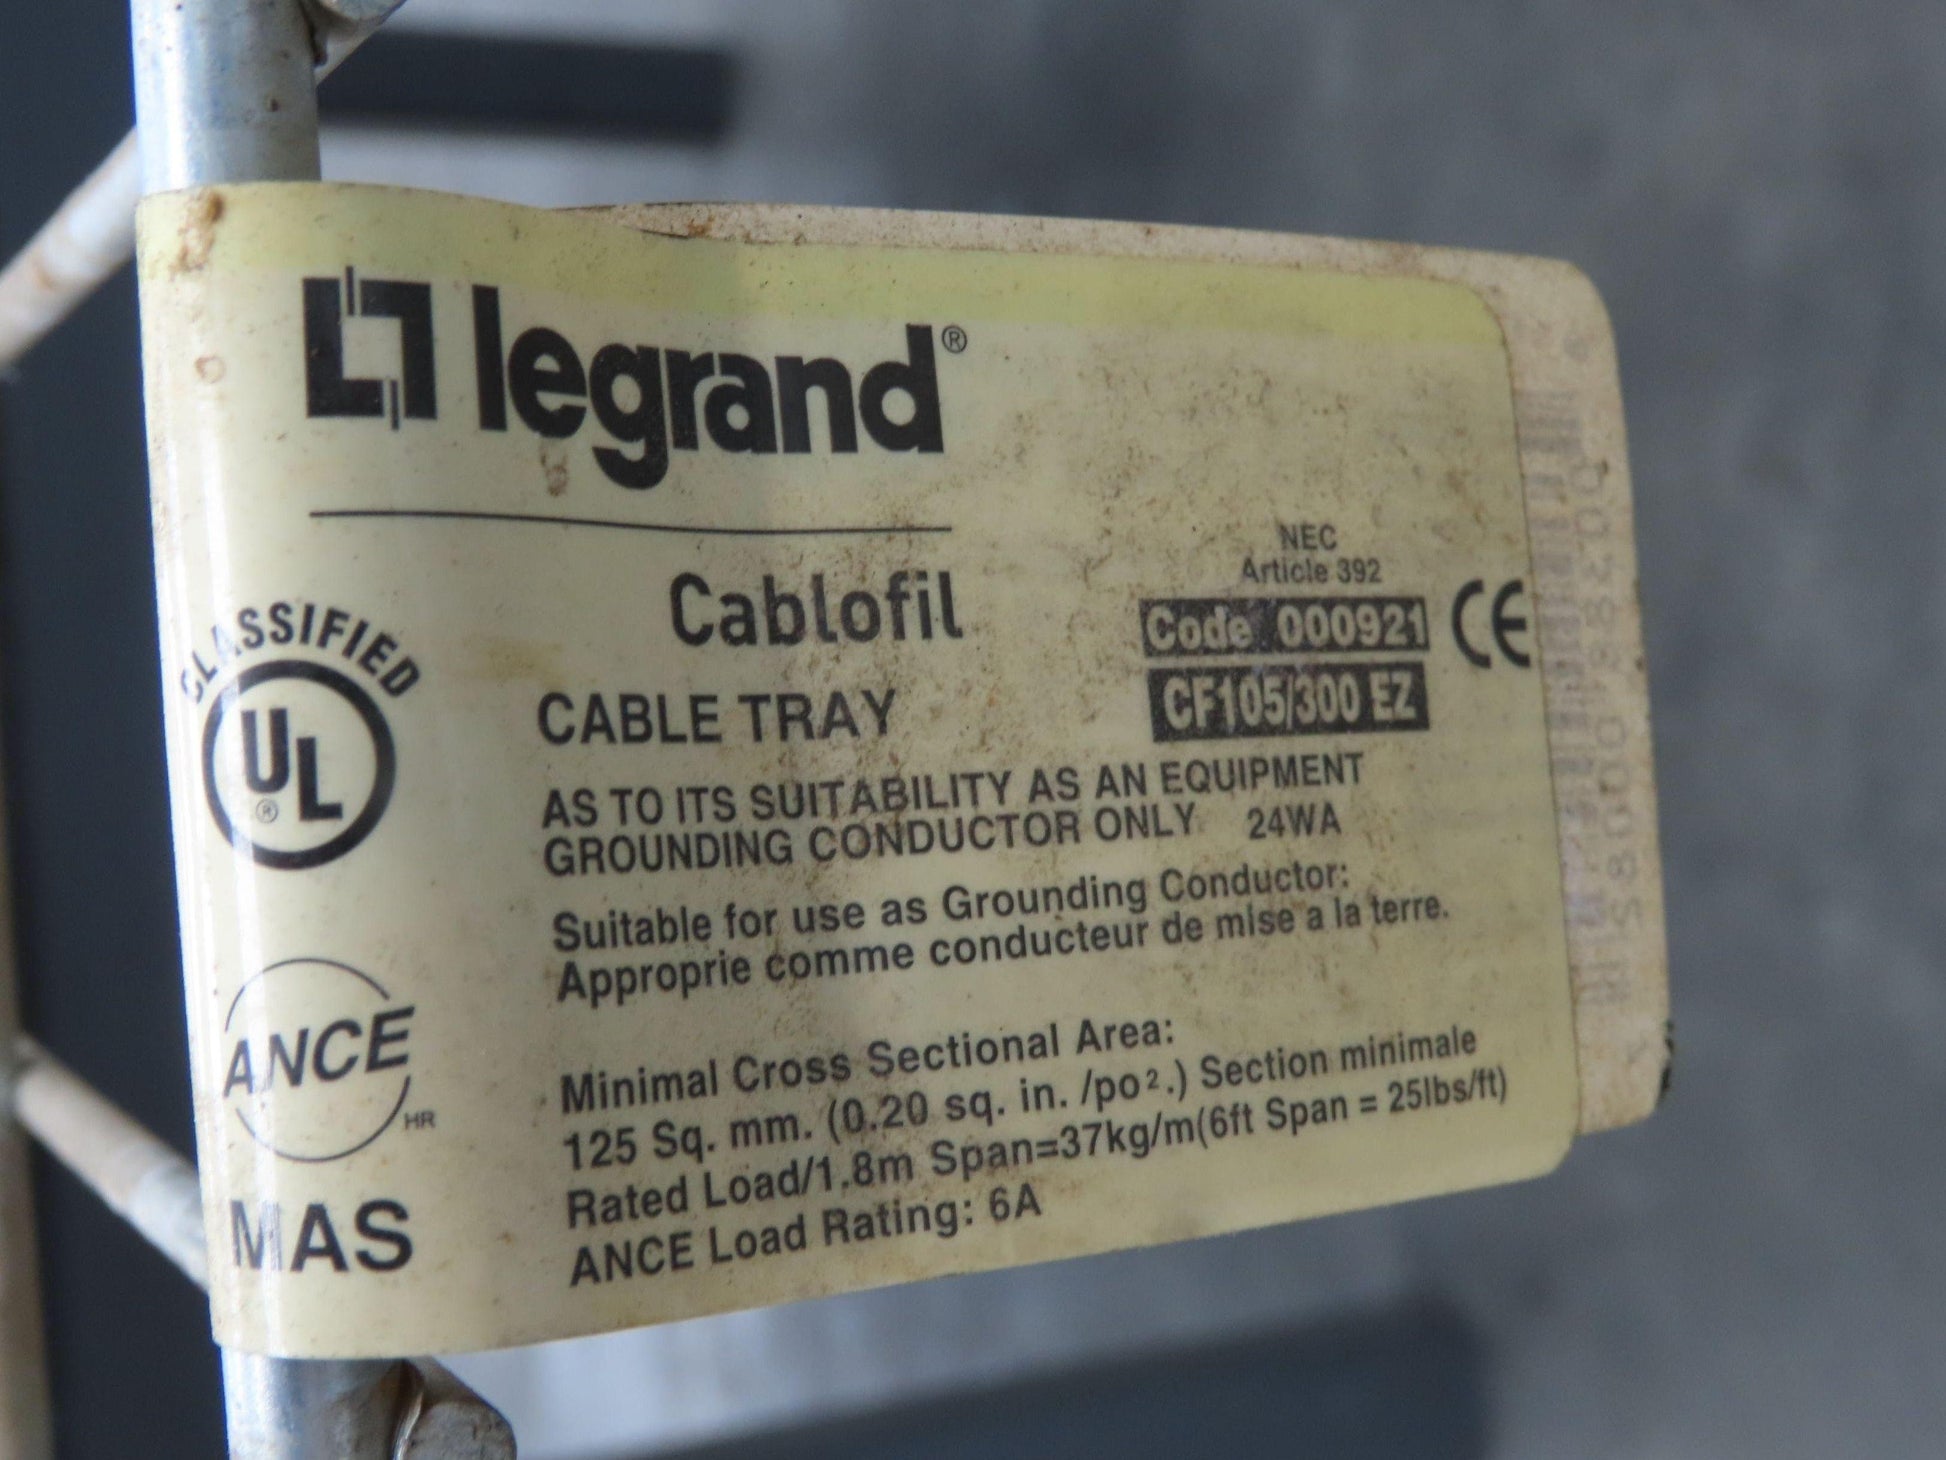 legrand®
Cablofil
NEC
Article 392
Code 000921
CE
CF105/300 EZ
CLASSIFIED
UL®
CABLE TRAY
AS TO ITS SUITABILITY AS AN EQUIPMENT
GROUNDING CONDUCTOR ONLY 24WA
Suitable for use as Grounding Conductor:
Approprie comme conducteur de mise a la terre.
ANCE
HR
MAS
Minimal Cross Sectional Area:
125 Sq. mm. (0.20 sq. in. /po².) Section minimale
Rated Load/1.8m Span=37kg/m(6ft Span = 25lbs/ft)
ANCE Load Rating: 6A